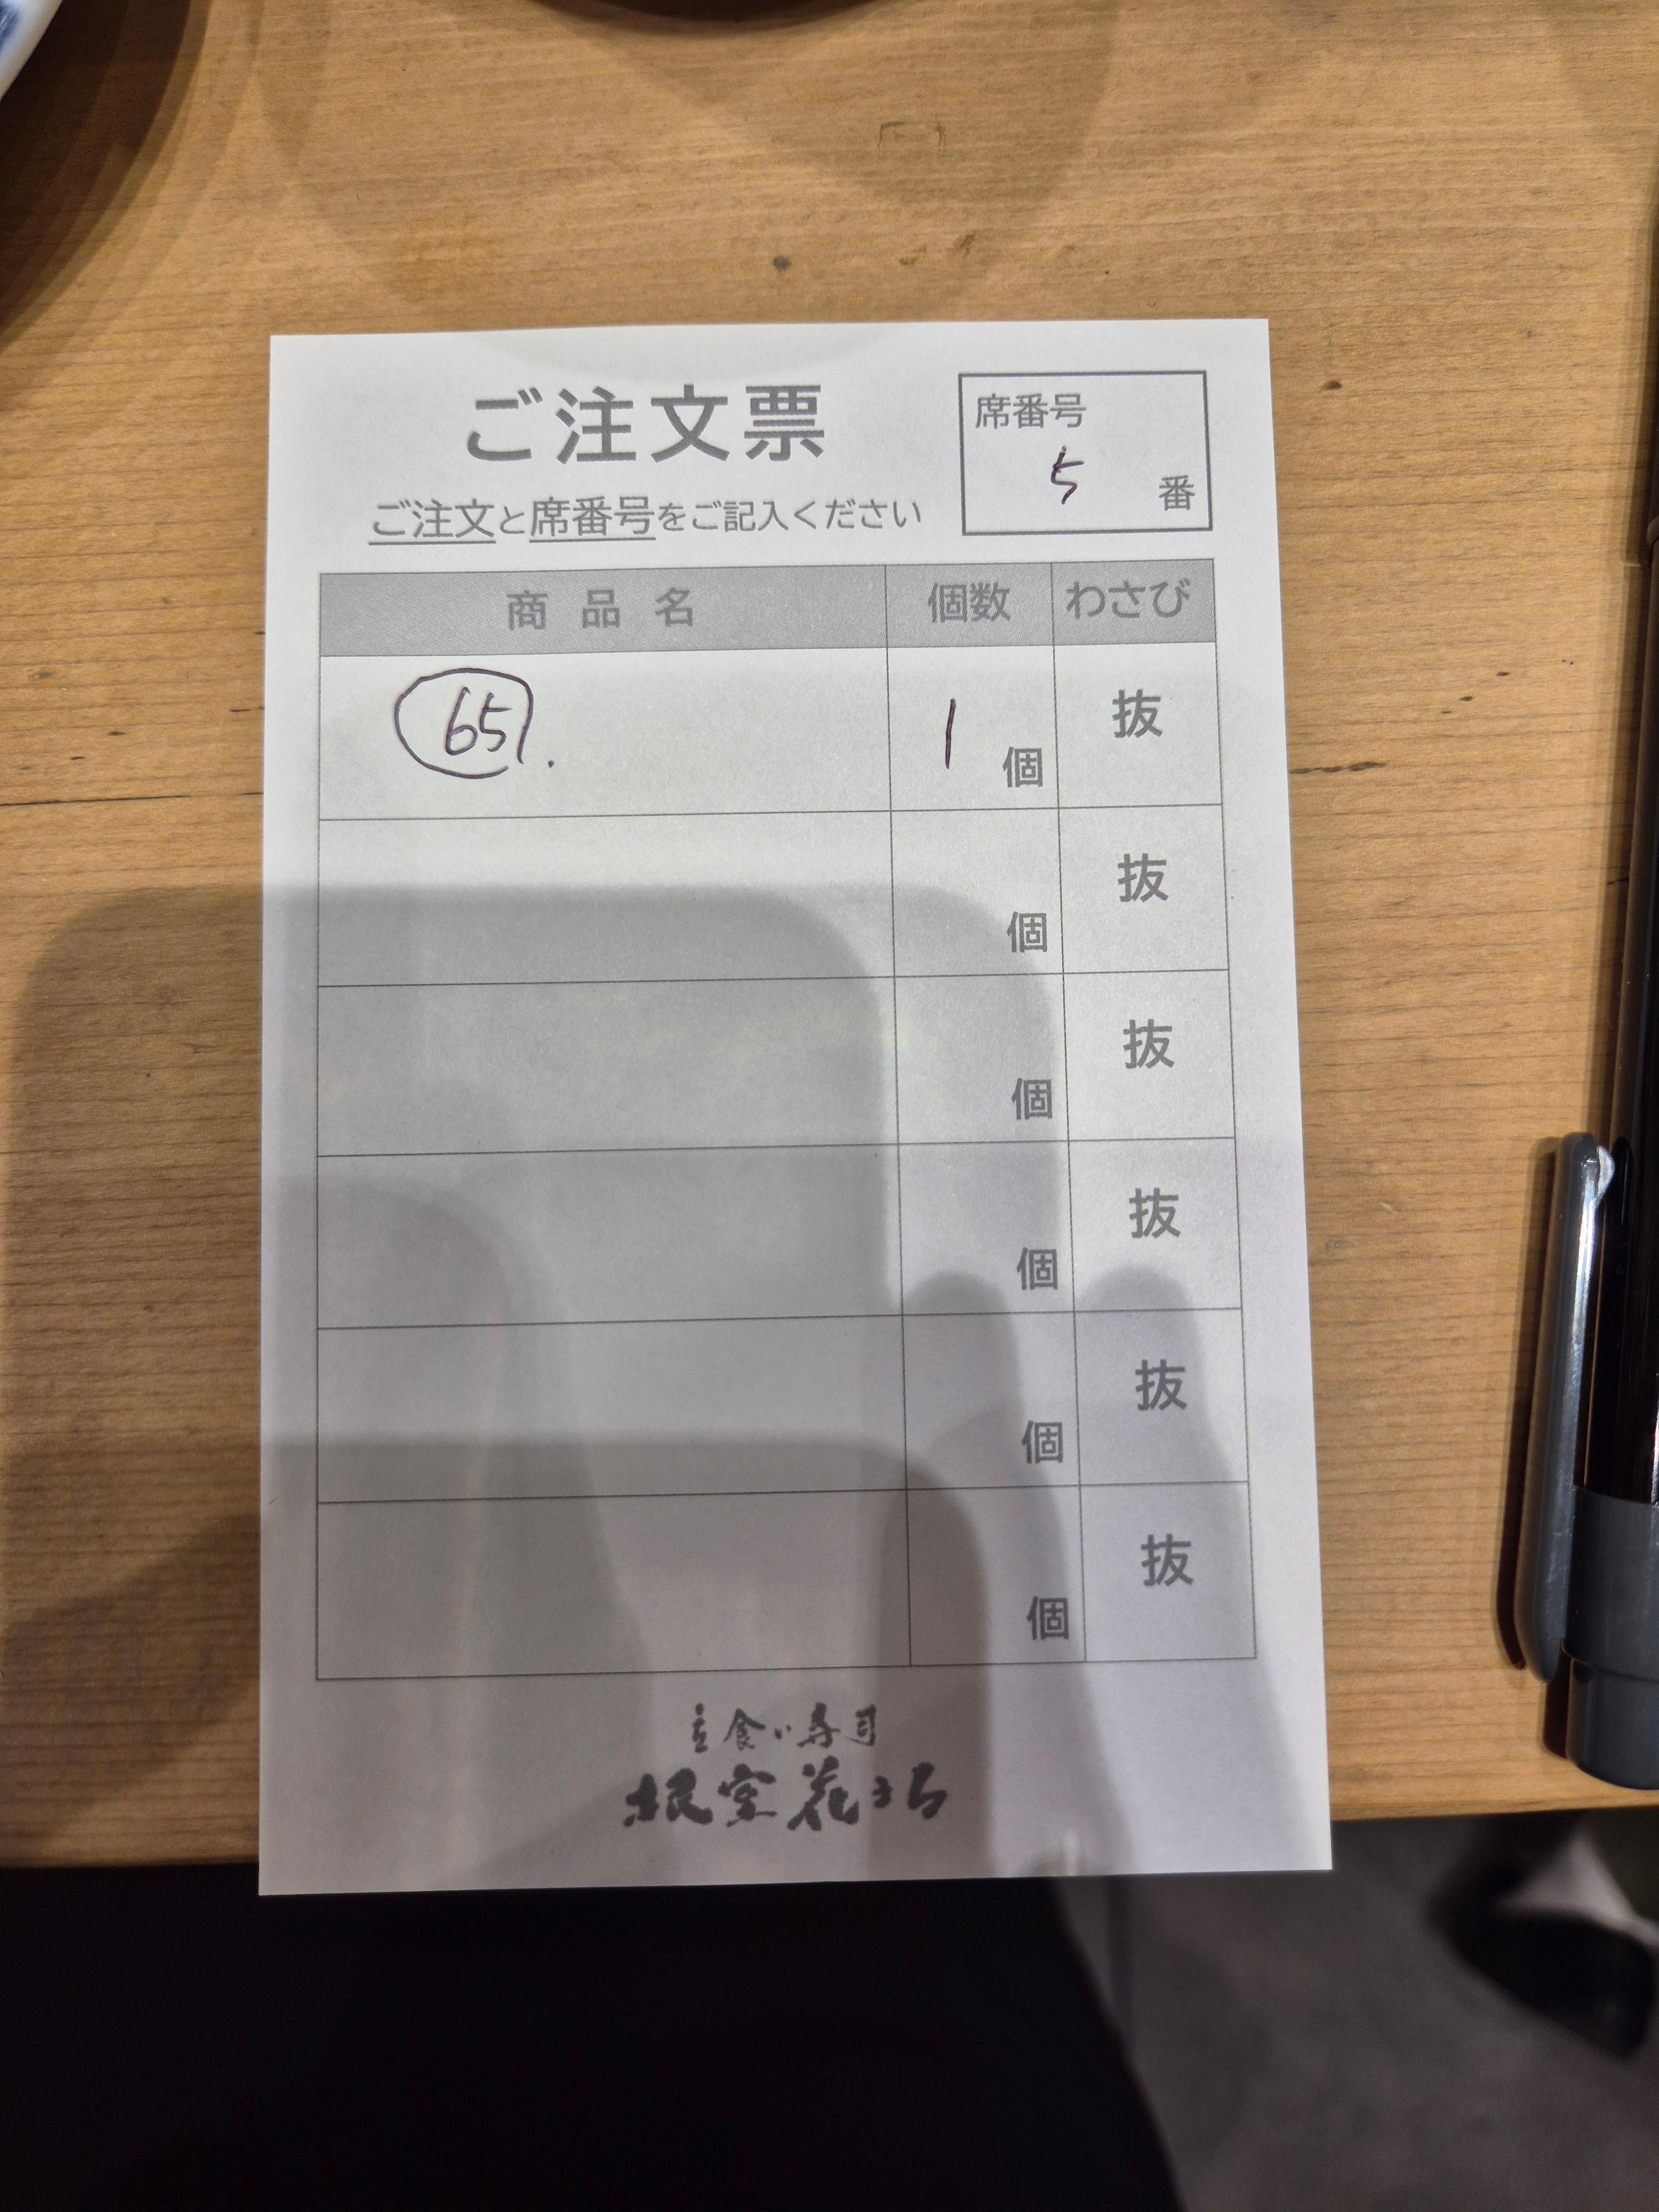 ご注文票
席番号
5 番
ご注文と席番号をご記入ください
商品名 個数 わさび
65. 1 個 抜
個 抜
個 抜
個 抜
個 抜
個 抜
立食い寿司
根室花まる